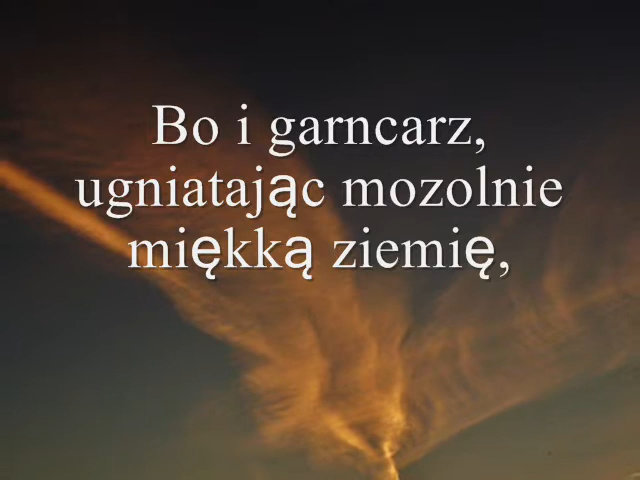 Bo i garncarz,
ugniatając mozolnie
miękką ziemię,